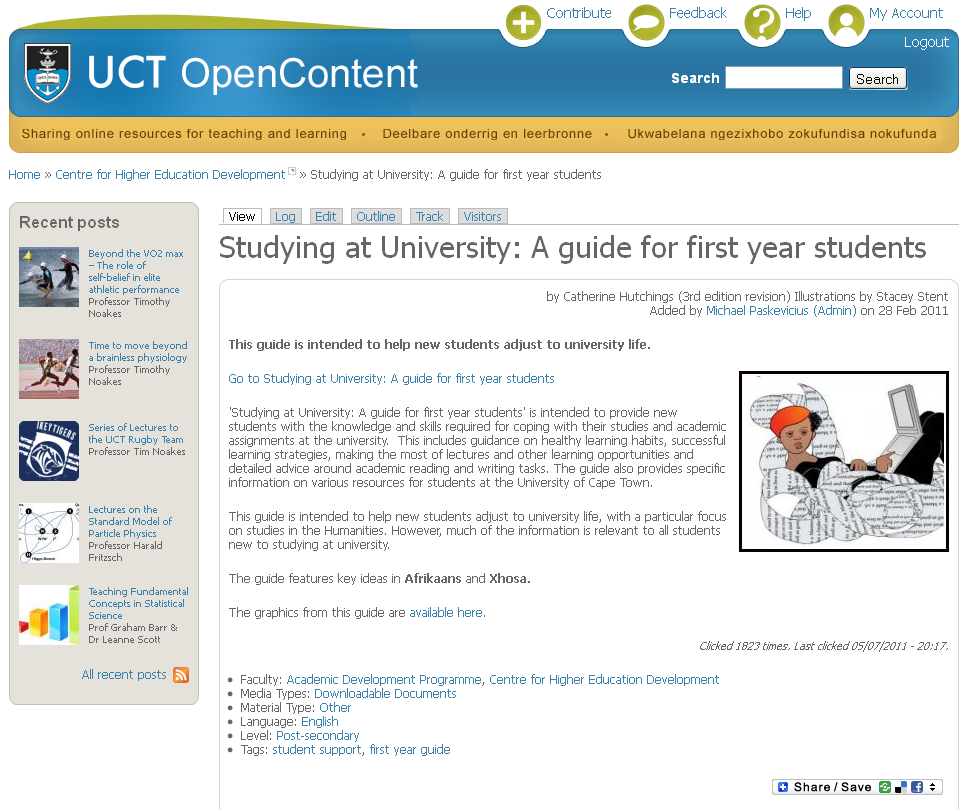 Contribute
Feedback
Help
My Account
Logout
UCT OpenContent
Search
Search
Sharing online resources for teaching and learning • Deelbare onderrig en leerbronne • Ukwabelana ngezixhobo zokufundisa nokufunda
Home » Centre for Higher Education Development » Studying at University: A guide for first year students
Recent posts
Beyond the VO2 max
– The role of
self-belief in elite
athletic performance
Professor Timothy
Noakes
Time to move beyond
a brainless physiology
Professor Timothy
Noakes
IKEYTIGERS
Series of Lectures to
the UCT Rugby Team
Professor Tim Noakes
Lectures on the
Standard Model of
Particle Physics
Professor Harald
Fritzsch
Teaching Fundamental
Concepts in Statistical
Science
Prof Graham Barr &
Dr Leanne Scott
All recent posts
View
Log
Edit
Outline
Track
Visitors
Studying at University: A guide for first year students
by Catherine Hutchings (3rd edition revision) Illustrations by Stacey Stent
Added by Michael Paskevicius (Admin) on 28 Feb 2011
This guide is intended to help new students adjust to university life.
Go to Studying at University: A guide for first year students
'Studying at University: A guide for first year students' is intended to provide new
students with the knowledge and skills required for coping with their studies and academic
assignments at the university. This includes guidance on healthy learning habits, successful
learning strategies, making the most of lectures and other learning opportunities and
detailed advice around academic reading and writing tasks. The guide also provides specific
information on various resources for students at the University of Cape Town.
This guide is intended to help new students adjust to university life, with a particular focus
on studies in the Humanities. However, much of the information is relevant to all students
new to studying at university.
The guide features key ideas in Afrikaans and Xhosa.
The graphics from this guide are available here.
Clicked 1823 times. Last clicked 05/07/2011 - 20:17.
• Faculty: Academic Development Programme, Centre for Higher Education Development
• Media Types: Downloadable Documents
• Material Type: Other
• Language: English
• Level: Post-secondary
• Tags: student support, first year guide
Share / Save